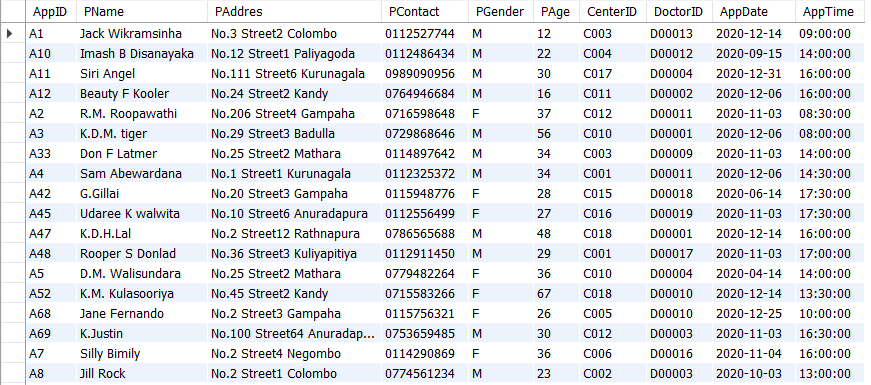 AppID PName PAddres PContact PGender PAge CenterID DoctorID AppDate AppTime
A1 Jack Wikramsinha No.3 Street2 Colombo 0112527744 M 12 C003 D00013 2020-12-14 09:00:00
A10 Imash B Disanayaka No.12 Street1 Paliyagoda 0112486434 M 22 C004 D00012 2020-09-15 14:00:00
A11 Siri Angel No.111 Street6 Kurunagala 0989090956 M 30 C017 D00004 2020-12-31 16:00:00
A12 Beauty F Kooler No.24 Street2 Kandy 0764946684 M 16 C011 D00002 2020-12-06 16:00:00
A2 R.M. Roopawathi No.206 Street4 Gampaha 0716598648 F 37 C012 D00011 2020-11-03 08:30:00
A3 K.D.M. tiger No.29 Street3 Badulla 0729868646 M 56 C010 D00001 2020-12-06 08:00:00
A33 Don F Latmer No.25 Street2 Mathara 0114897642 M 34 C003 D00009 2020-11-03 14:00:00
A4 Sam Abewardana No.1 Street1 Kurunagala 0112325372 M 34 C001 D00011 2020-12-06 14:30:00
A42 G.Gillai No.20 Street3 Gampaha 0115948776 F 28 C015 D00018 2020-06-14 17:30:00
A45 Udaree K walwita No.10 Street6 Anuradapura 0112556499 F 27 C016 D00019 2020-11-03 17:30:00
A47 K.D.H.Lal No.2 Street12 Rathnapura 0786565688 M 48 C018 D0001 2020-12-14 16:00:00
A48 Rooper S Donlad No.36 Street3 Kuliyapitiya 0112911450 M 29 C001 D00017 2020-11-03 17:00:00
A5 D.M. Walisundara No.25 Street2 Mathara 0779482264 F 36 C010 D00004 2020-04-14 14:00:00
A52 K.M. Kulasooriya No.45 Street2 Kandy 0715583266 F 67 C018 D00010 2020-12-14 13:30:00
A68 Jane Fernando No.2 Street3 Gampaha 0115756321 F 26 C005 D00010 2020-12-25 10:00:00
A69 K.Justin No.100 Street64 Anuradap... 0753659485 M 30 C012 D00003 2020-11-03 16:30:00
A7 Silly Bimily No.2 Street4 Negombo 0114290869 F 36 C006 D00016 2020-11-04 15:00:00
A8 Jill Rock No.2 Street1 Colombo 0774561234 M 23 C002 D00003 2020-10-03 13:00:00